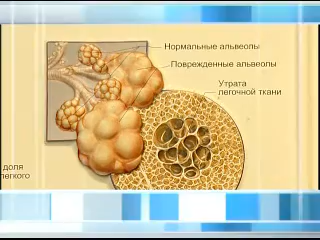 Нормальные альвеолы
Поврежденные альвеолы
Утрата
легочной ткани
доля
легкого